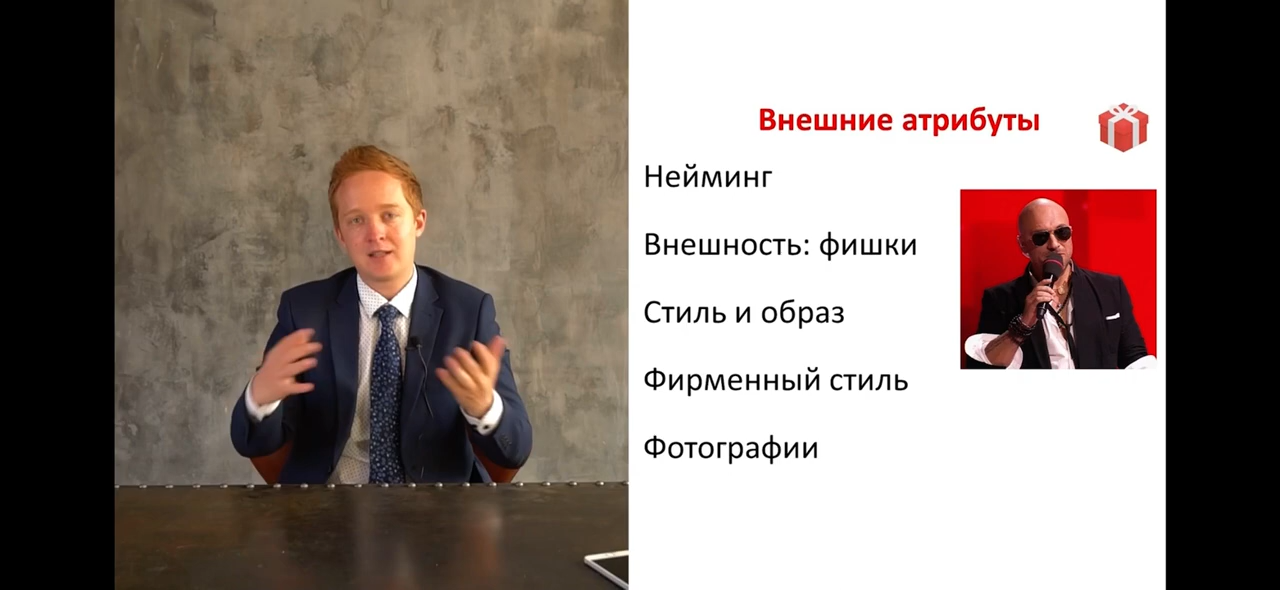 Внешние атрибуты
Нейминг
Внешность: фишки
Стиль и образ
Фирменный стиль
Фотографии